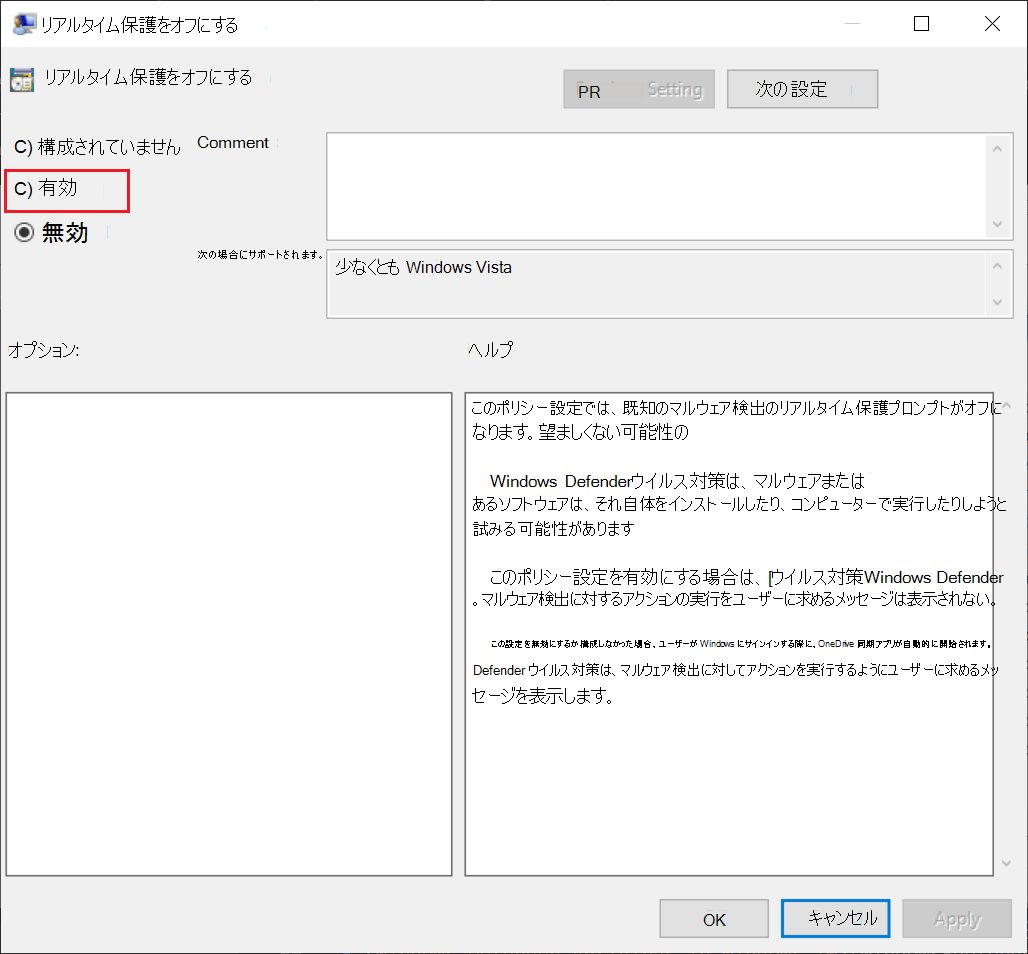 リアルタイム保護をオフにする
リアルタイム保護をオフにする
PR Setting
次の設定
C) 構成されていません
Comment
C) 有効
無効
次の場合にサポートされます。
少なくとも Windows Vista
オプション:
ヘルプ
このポリシー設定では、既知のマルウェア検出のリアルタイム保護プロンプトがオフに
なります。望ましくない可能性の
Windows Defenderウイルス対策は、マルウェアまたは
あるソフトウェアは、それ自体をインストールしたり、コンピューターで実行したりしようと
試みる可能性があります
このポリシー設定を有効にする場合は、[ウイルス対策Windows Defender
。マルウェア検出に対するアクションの実行をユーザーに求めるメッセージは表示されない。
この設定を無効にするか構成しなかった場合、ユーザーが Windows にサインインする際に、OneDrive 同期アプリが自動的に開始されます。
Defender ウイルス対策は、マルウェア検出に対してアクションを実行するようにユーザーに求めるメッ
セージを表示します。
OK
キャンセル
Apply